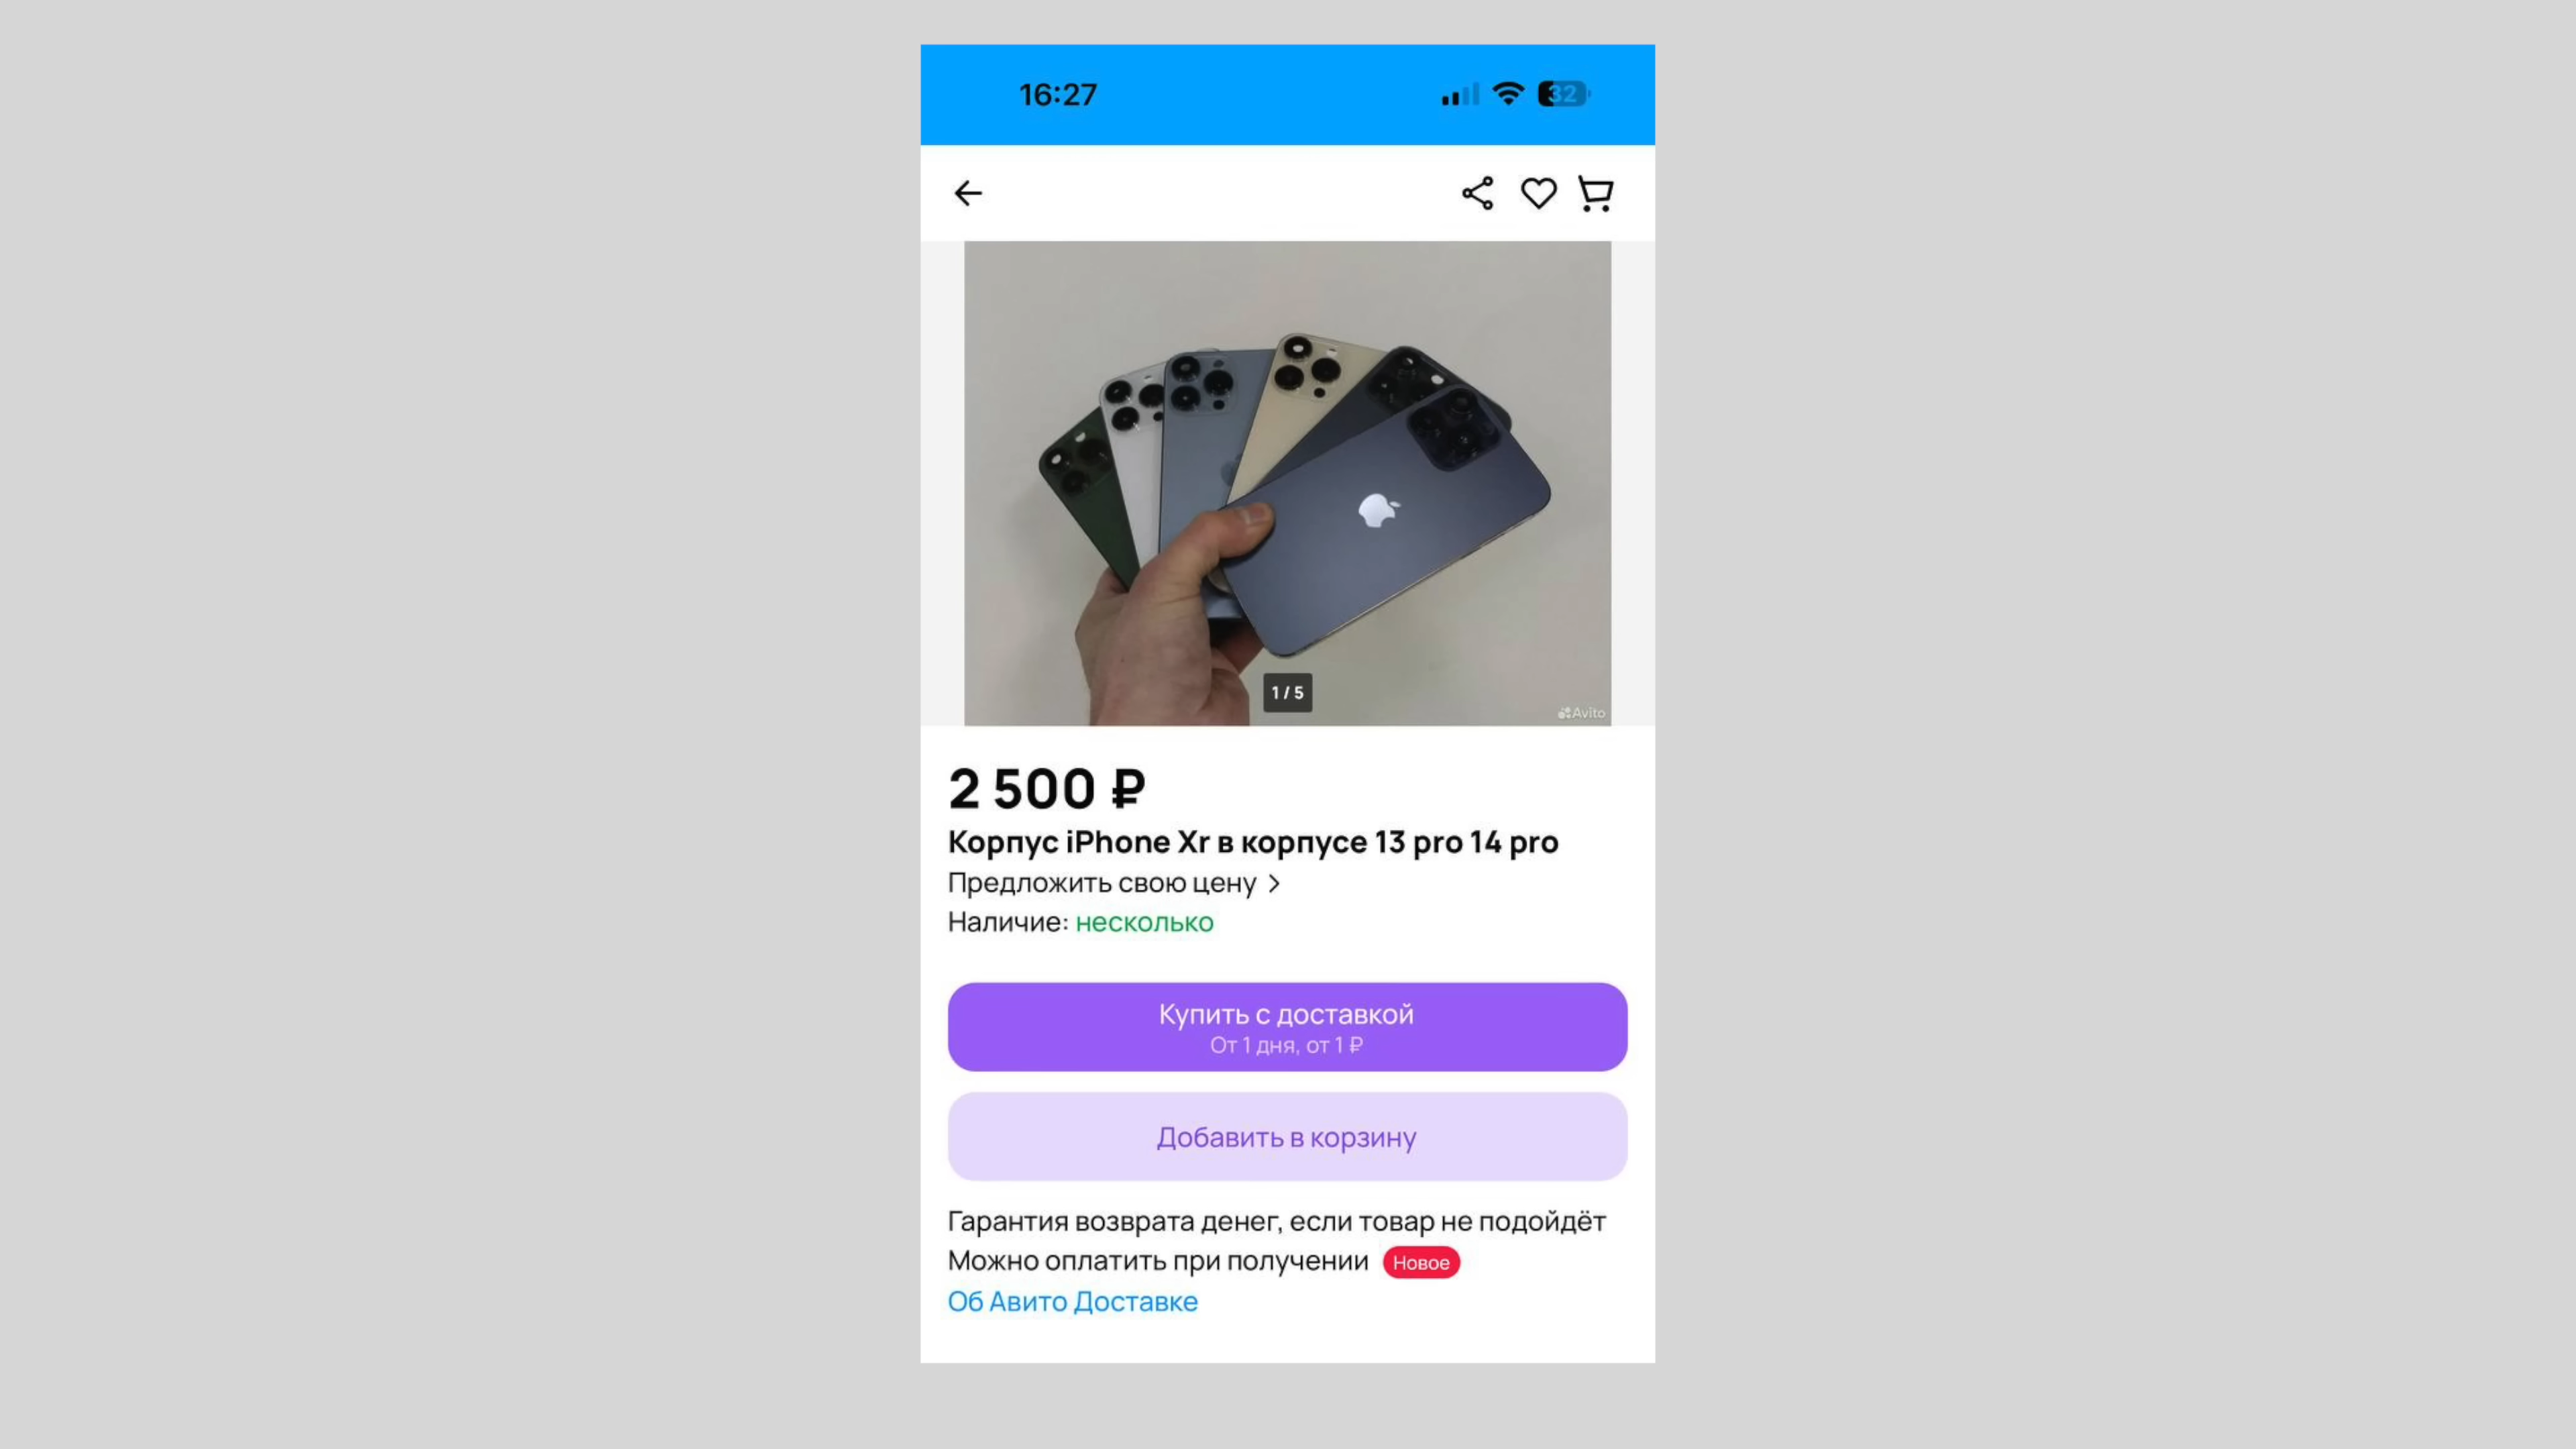 16:27
32
1 / 5
Avito
2 500 ₽
Корпус iPhone Xr в корпусе 13 pro 14 pro
Предложить свою цену
Наличие: несколько
Купить с доставкой
От 1 дня, от 1 ₽
Добавить в корзину
Гарантия возврата денег, если товар не подойдёт
Можно оплатить при получении Новое
Об Авито Доставке